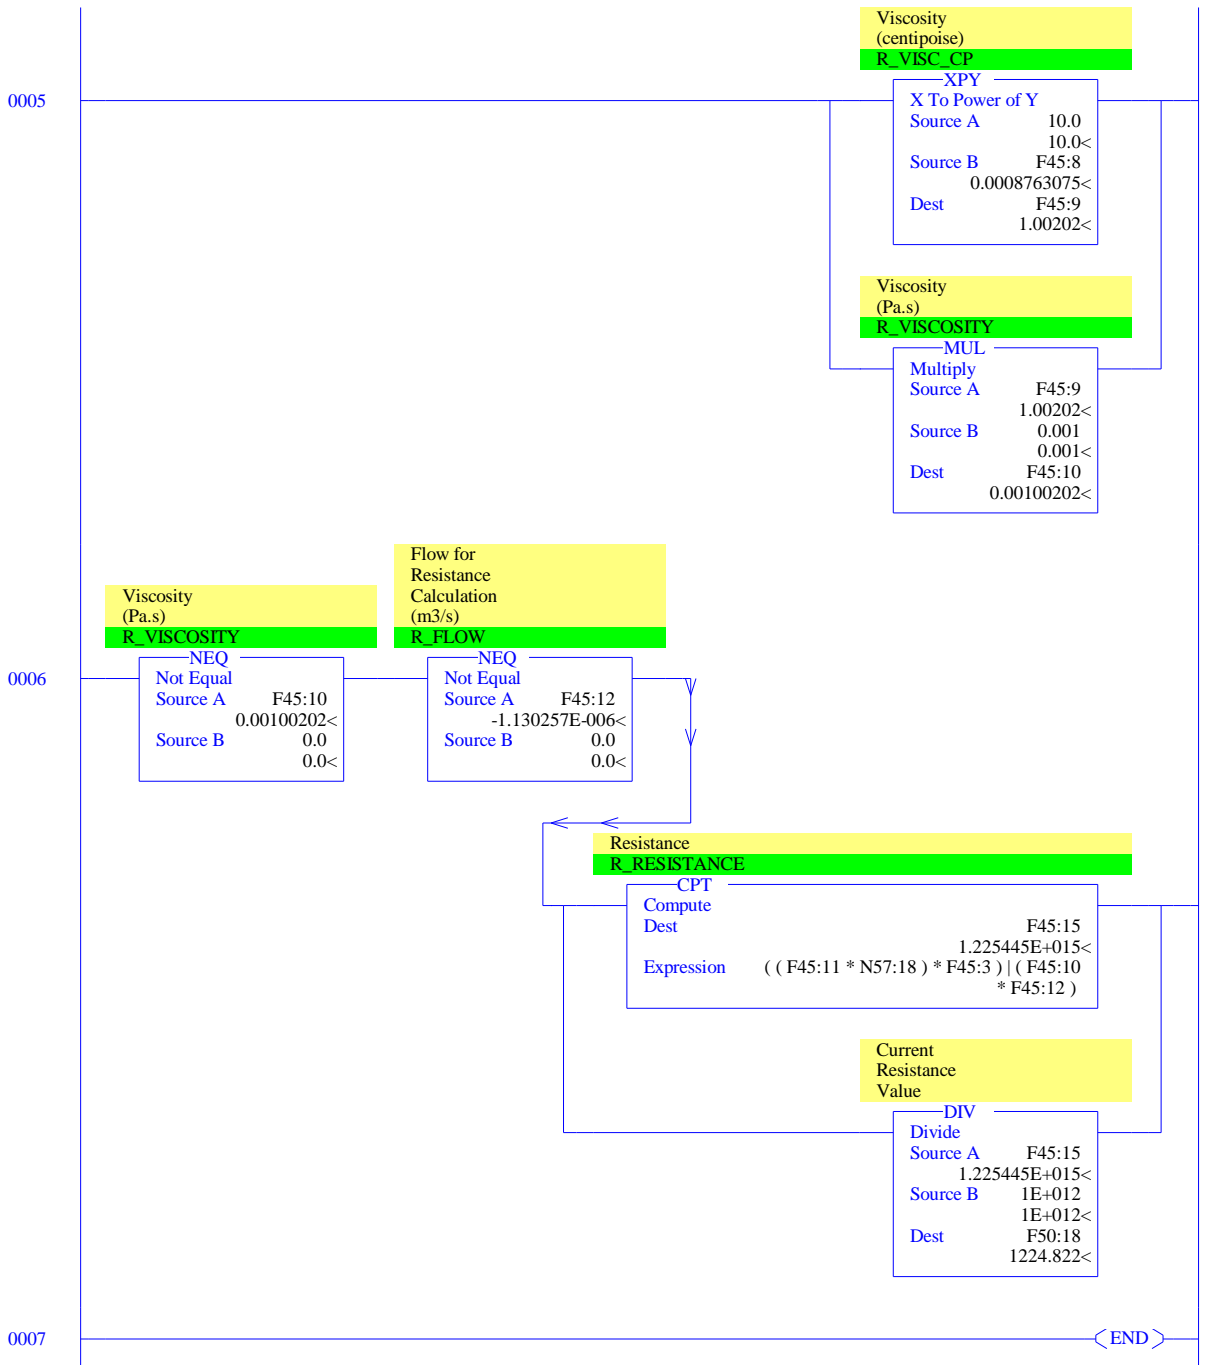 Viscosity
(centipoise)
R_VISC_CP
XPY
0005
X To Power of Y
Source A 10.0
10.0<
Source B F45:8
0.0008763075<
Dest F45:9
1.00202<
Viscosity
(Pa.s)
R_VISCOSITY
MUL
Multiply
Source A F45:9
1.00202<
Source B 0.001
0.001<
Dest F45:10
0.00100202<
Viscosity
(Pa.s)
R_VISCOSITY
NEQ
0006
Not Equal
Source A F45:10
0.00100202<
Source B 0.0
0.0<
Flow for
Resistance
Calculation
(m3/s)
R_FLOW
NEQ
Not Equal
Source A F45:12
-1.130257E-006<
Source B 0.0
0.0<
Resistance
R_RESISTANCE
CPT
Compute
Dest F45:15
1.225445E+015<
Expression ( ( F45:11 * N57:18 ) * F45:3 ) | ( F45:10
* F45:12 )
Current
Resistance
Value
DIV
Divide
Source A F45:15
1.225445E+015<
Source B 1E+012
1E+012<
Dest F50:18
1224.822<
0007
END